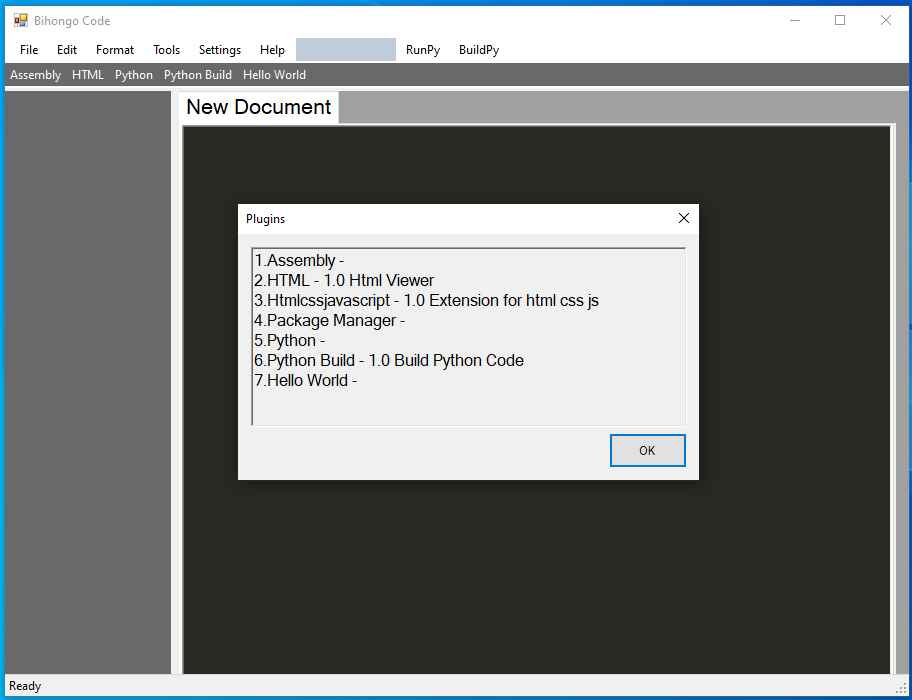 Bihongo Code
File Edit Format Tools Settings Help RunPy BuildPy
Assembly HTML Python Python Build Hello World
New Document
Plugins
1.Assembly -
2.HTML - 1.0 Html Viewer
3.Htmlcssjavascript - 1.0 Extension for html css js
4.Package Manager -
5.Python -
6.Python Build - 1.0 Build Python Code
7.Hello World -
OK
Ready